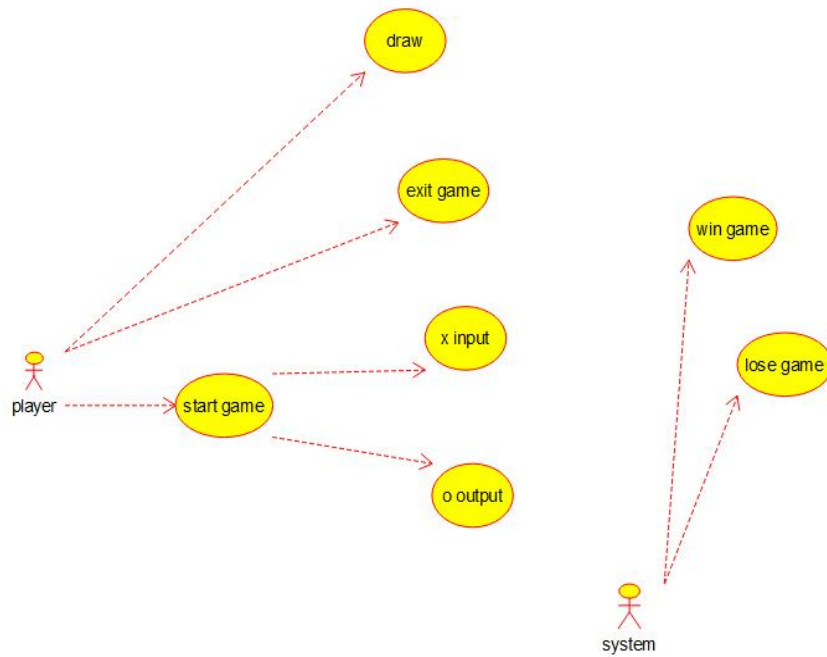 draw
exit game
win game
x input
lose game
player
start game
o output
system